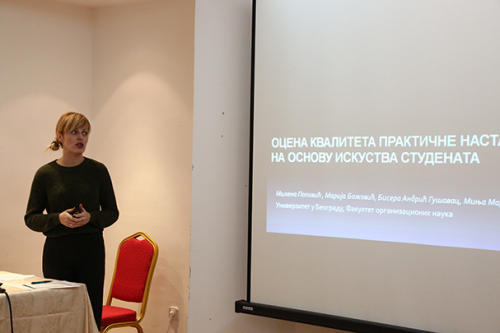 ОЦЕНА КВАЛИТЕТА ПРАКТИЧНЕ НАСТА
НА ОСНОВУ ИСКУСТВА СТУДЕНАТА
Милена Поповић, Марија Божовић, Бисера Андрић Гушавац, Миња Ма
Универзитет у Београду, Факултет организационих наука